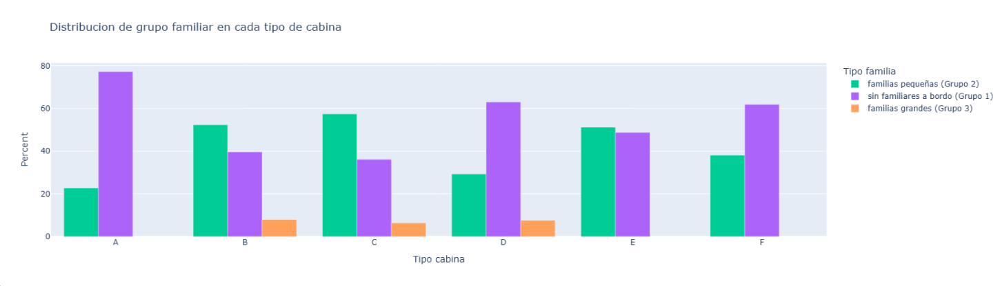 Distribucion de grupo familiar en cada tipo de cabina
Percent
80
60
40
20
0
A B C D E F
Tipo cabina
Tipo familia
familias pequeñas (Grupo 2)
sin familiares a bordo (Grupo 1)
familias grandes (Grupo 3)